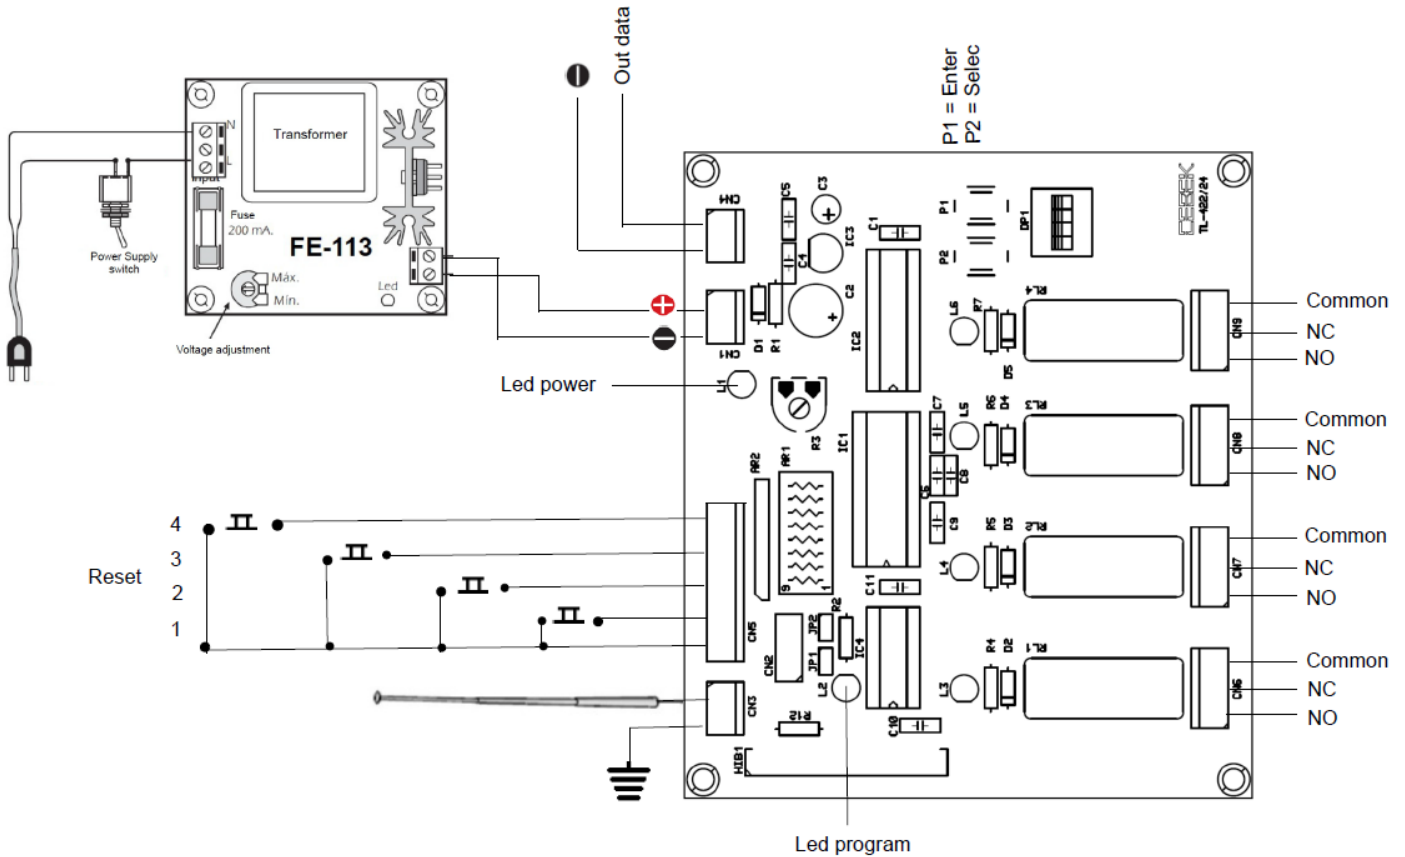 Out data
P1 = Enter
P2 = Selec
N
Transformer
L
Input
Fuse
200 mA.
FE-113
Power Supply
switch
Máx.
Mín.
Led
Voltage adjustment
CN4
C5
C3
IC3
C4
C1
P1
P2
DP1
CEBEK
TL-422/24
CN1
D1
R1
C2
IC2
L6
R7
D5
RL4
CN9
Common
NC
NO
Led power
L1
R3
C7
L5
R6
D4
RL3
CN8
Common
NC
NO
AR2
AR1
IC1
C6
C8
C9
R5
D3
RL2
L4
CN7
Common
NC
NO
Reset
4
3
2
1
CN5
9
1
C11
R2
JP2
JP1
CN2
IC4
L2
L3
R4
D2
RL1
CN6
Common
NC
NO
CN3
R12
C10
HIB1
Led program